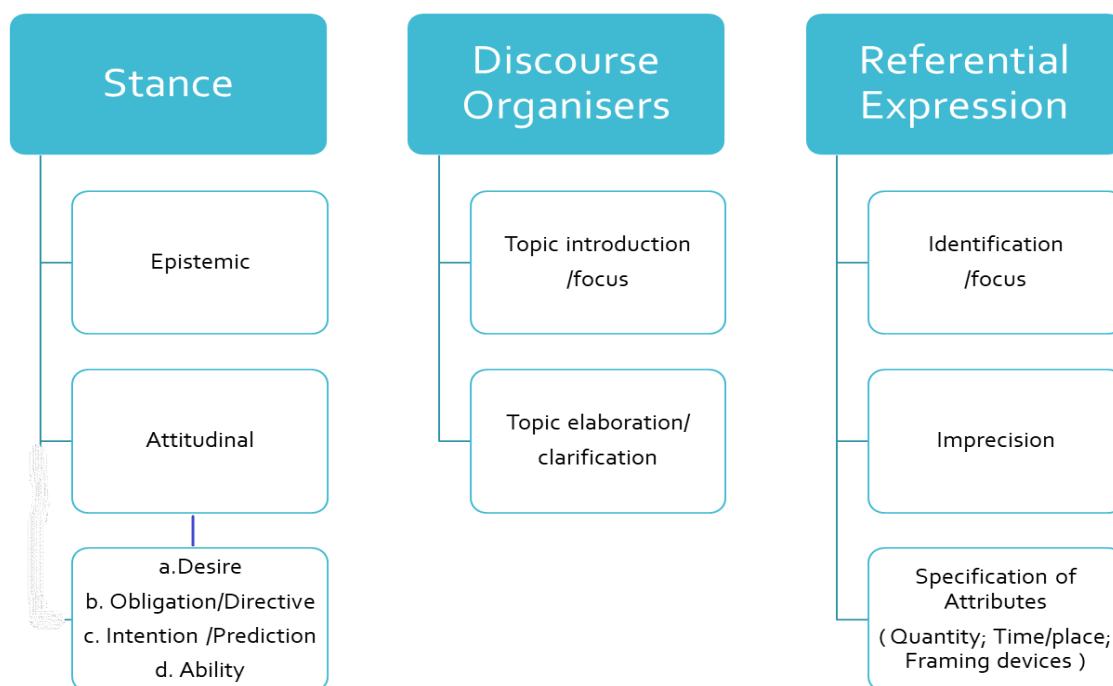 Stance
Epistemic
Attitudinal
a.Desire
b. Obligation/Directive
c. Intention /Prediction
d. Ability
Discourse
Organisers
Topic introduction
/focus
Topic elaboration/
clarification
Referential
Expression
Identification
/focus
Imprecision
Specification of
Attributes
( Quantity; Time/place;
Framing devices )